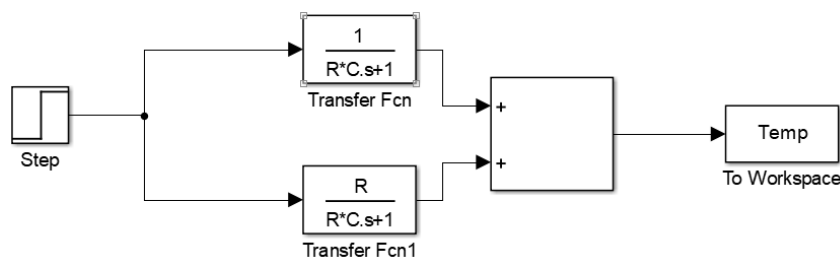 1
R*C.s+1
Transfer Fcn
Step
+
+
Temp
To Workspace
R
R*C.s+1
Transfer Fcn1